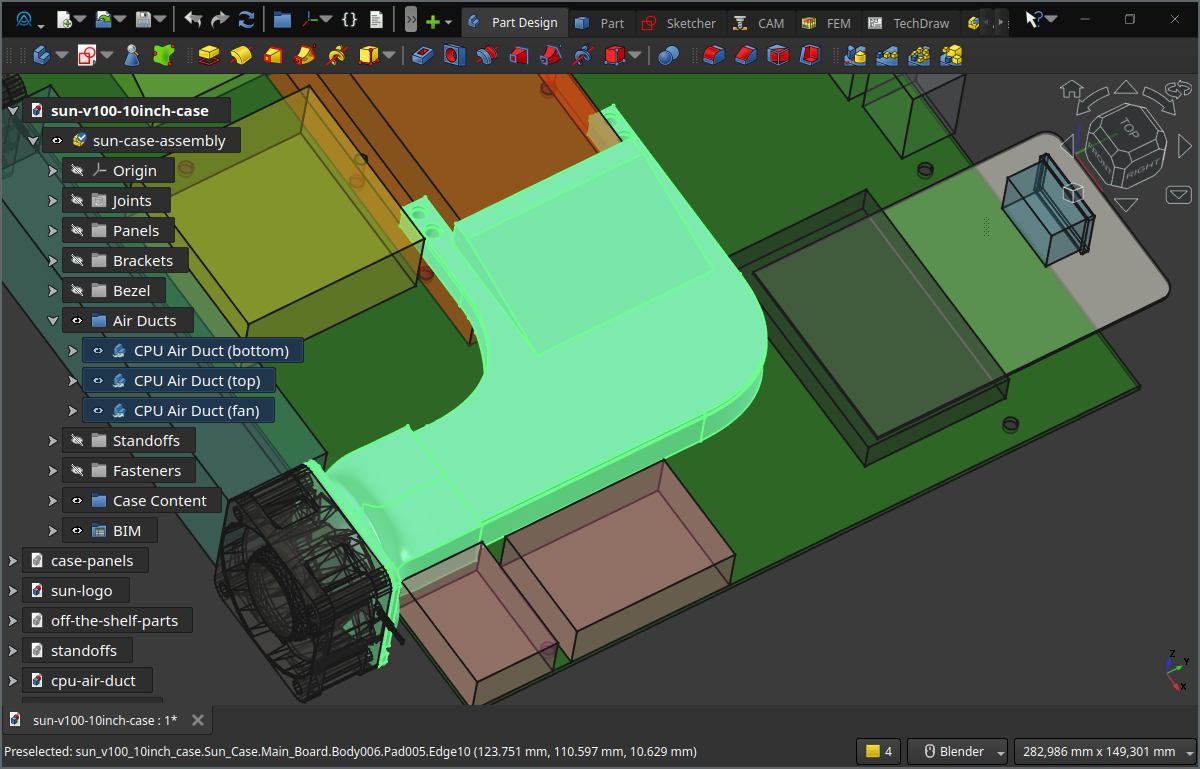 Part Design
Part
Sketcher
CAM
FEM
TechDraw
sun-v100-10inch-case
sun-case-assembly
Origin
Joints
Panels
Brackets
Bezel
Air Ducts
CPU Air Duct (bottom)
CPU Air Duct (top)
CPU Air Duct (fan)
Standoffs
Fasteners
Case Content
BIM
case-panels
sun-logo
off-the-shelf-parts
standoffs
cpu-air-duct
TOP
FRONT
RIGHT
Z
Y
X
sun-v100-10inch-case : 1*
Preselected: sun_v100_10inch_case.Sun_Case.Main_Board.Body006.Pad005.Edge10 (123.751 mm, 110.597 mm, 10.629 mm)
4
Blender
282,986 mm x 149,301 mm